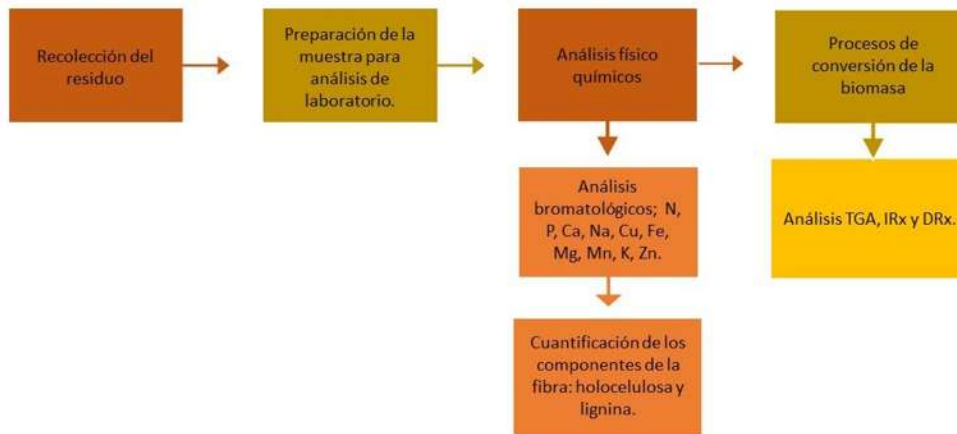 Recolección del
residuo
Preparación de la
muestra para
análisis de
laboratorio.
Análisis físico
químicos
Procesos de
conversión de la
biomasa
Análisis
bromatológicos; N,
P, Ca, Na, Cu, Fe,
Mg, Mn, K, Zn.
Análisis TGA, IRx y DRx.
Cuantificación de los
componentes de la
fibra: holocelulosa y
lignina.